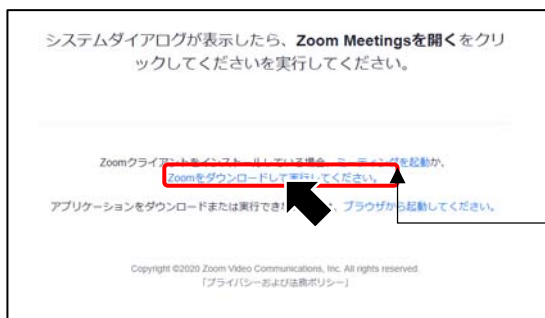 システムダイアログが表示したら、Zoom Meetingsを開くをクリ
ックしてくださいを実行してください。
Zoomクライアントをインストールしている場合、ミーティングを起動か、
Zoomをダウンロードして実行してください。
アプリケーションをダウンロードまたは実行でき、ブラウザから起動してください。
Copyright ©2020 Zoom Video Communications, Inc. All rights reserved.
「プライバシーおよび法務ポリシー」